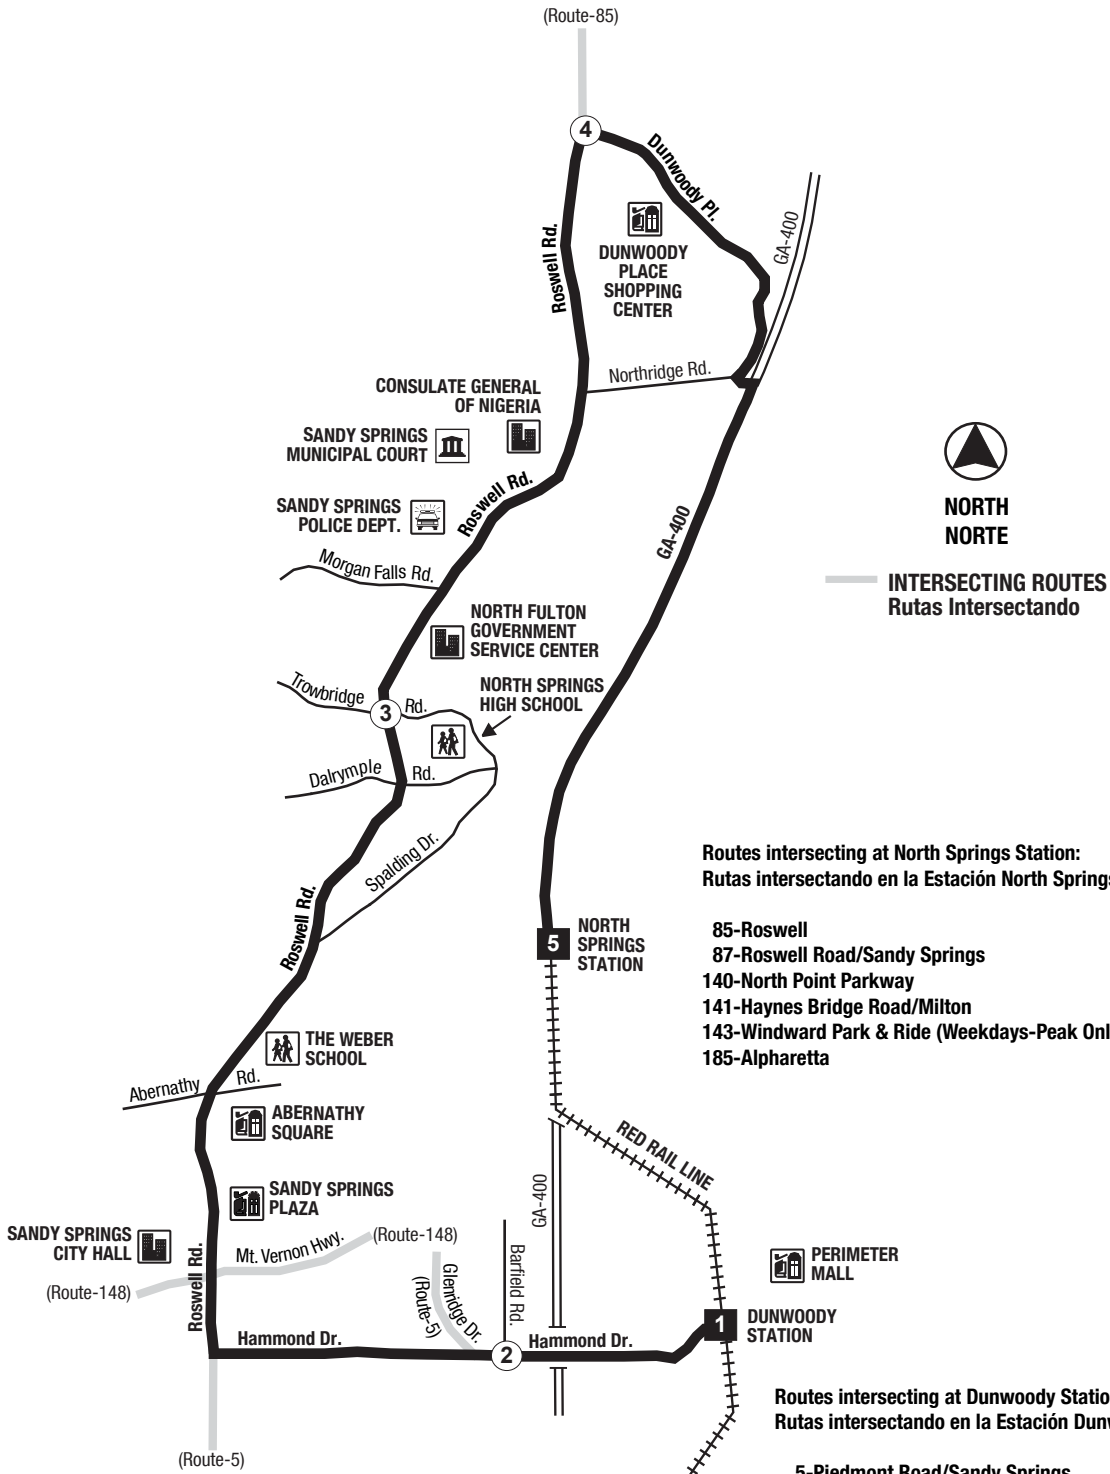 (Route-85)
4
Dunwoody Pl.
GA-400
Roswell Rd.
DUNWOODY
PLACE
SHOPPING
CENTER
Northridge Rd.
CONSULATE GENERAL
OF NIGERIA
SANDY SPRINGS
MUNICIPAL COURT
Roswell Rd.
SANDY SPRINGS
POLICE DEPT.
GA-400
NORTH
NORTE
INTERSECTING ROUTES
Rutas Intersectando
Morgan Falls Rd.
NORTH FULTON
GOVERNMENT
SERVICE CENTER
Trowbridge Rd.
3
NORTH SPRINGS
HIGH SCHOOL
Dalrymple Rd.
Spalding Dr.
Roswell Rd.
5
NORTH
SPRINGS
STATION
Routes intersecting at North Springs Station:
Rutas intersectando en la Estación North Springs
85-Roswell
87-Roswell Road/Sandy Springs
140-North Point Parkway
141-Haynes Bridge Road/Milton
143-Windward Park & Ride (Weekdays-Peak Onl
185-Alpharetta
THE WEBER
SCHOOL
Abernathy Rd.
ABERNATHY
SQUARE
RED RAIL LINE
SANDY SPRINGS
PLAZA
GA-400
SANDY SPRINGS
CITY HALL
Mt. Vernon Hwy.
(Route-148)
(Route-148)
Roswell Rd.
Glenridge Dr.
(Route-5)
Barfield Rd.
PERIMETER
MALL
1
DUNWOODY
STATION
Hammond Dr.
2
Hammond Dr.
(Route-5)
Routes intersecting at Dunwoody Statio
Rutas intersectando en la Estación Dunw
5-Piedmont Road/Sandy Springs